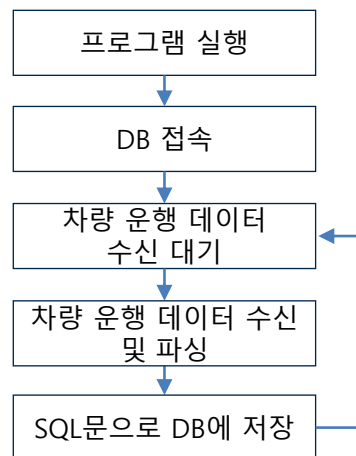 프로그램 실행
DB 접속
차량 운행 데이터
수신 대기
차량 운행 데이터 수신
및 파싱
SQL문으로 DB에 저장